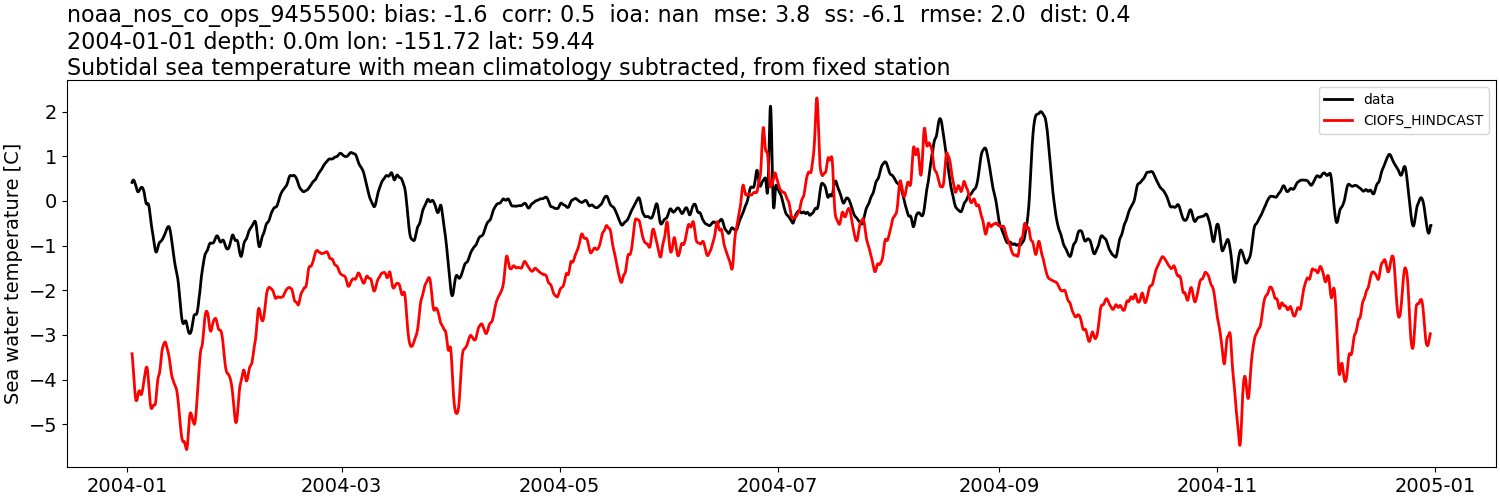 noaa_nos_co_ops_9455500: bias: -1.6  corr: 0.5  ioa: nan  mse: 3.8  ss: -6.1  rmse: 2.0  dist: 0.4
2004-01-01 depth: 0.0m lon: -151.72 lat: 59.44
Subtidal sea temperature with mean climatology subtracted, from fixed station
data
CIOFS_HINDCAST
Sea water temperature [C]
2
1
0
−1
−2
−3
−4
−5
2004-01
2004-03
2004-05
2004-07
2004-09
2004-11
2005-01